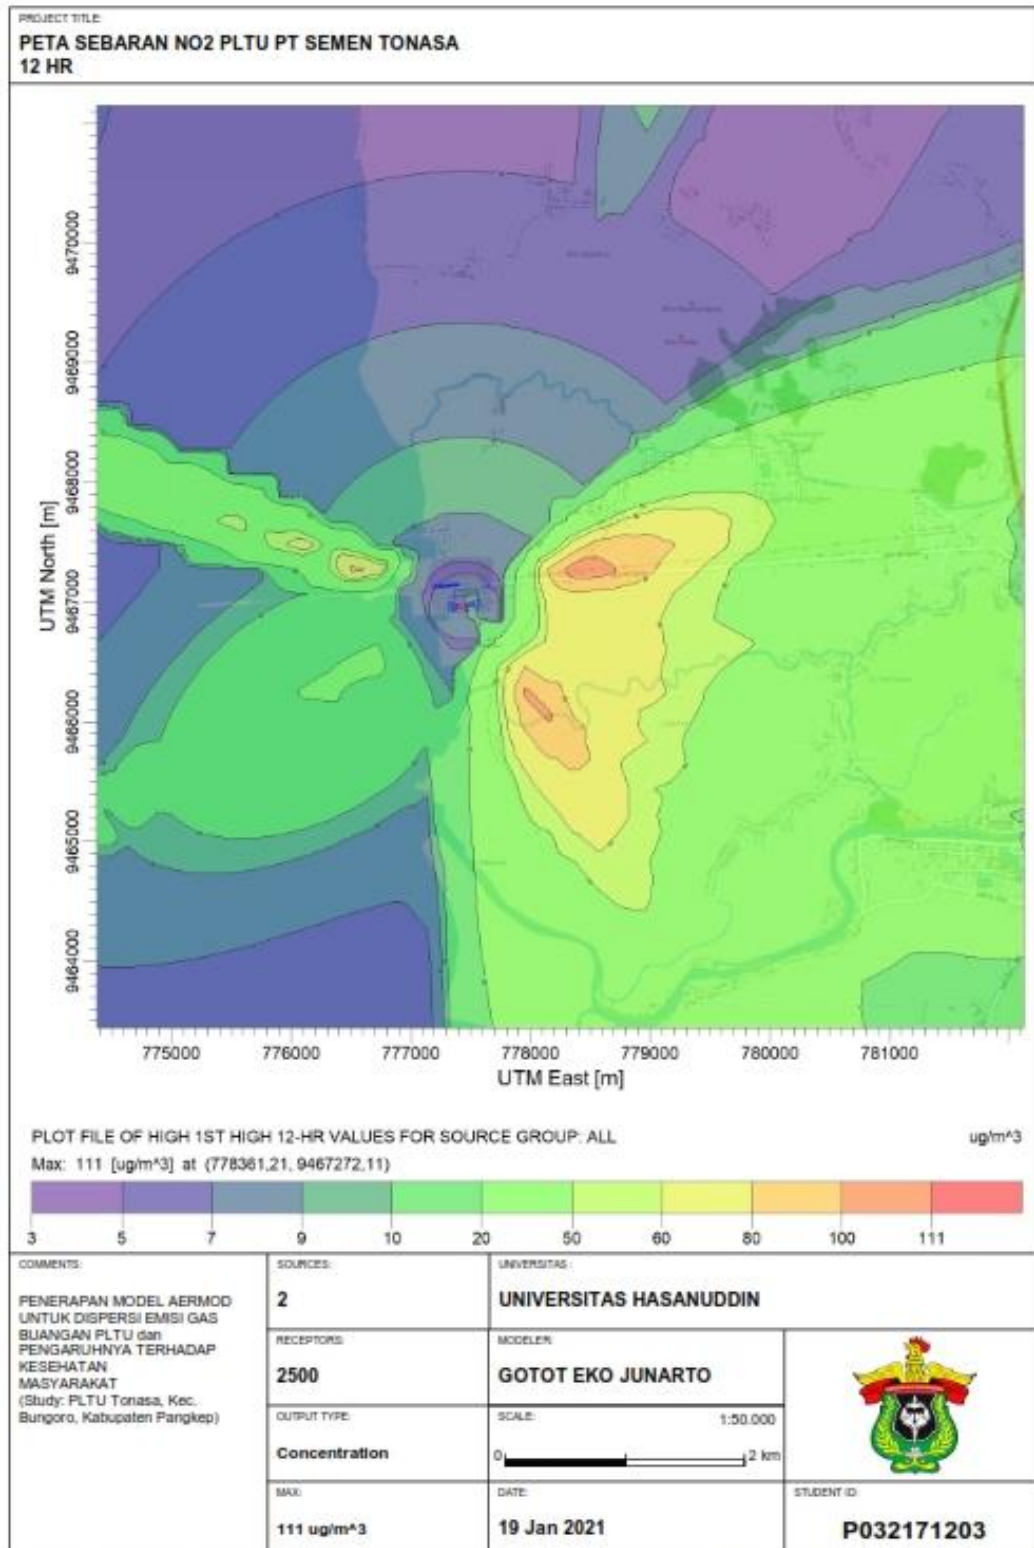 PROJECT TITLE:
PETA SEBARAN NO2 PLTU PT SEMEN TONASA
12 HR
UTM North [m]
9470000
9469000
9468000
9467000
9466000
9465000
9464000
775000 776000 777000 778000 779000 780000 781000
UTM East [m]
PLOT FILE OF HIGH 1ST HIGH 12-HR VALUES FOR SOURCE GROUP: ALL
ug/m^3
Max: 111 [ug/m^3] at (778361,21, 9467272,11)
3 5 7 9 10 20 50 60 80 100 111
COMMENTS:
PENERAPAN MODEL AERMOD
UNTUK DISPERSI EMISI GAS
BUANGAN PLTU dan
PENGARUHNYA TERHADAP
KESEHATAN
MASYARAKAT
(Study: PLTU Tonasa, Kec.
Bungoro, Kabupaten Pangkep)
SOURCES:
2
UNIVERSITAS:
UNIVERSITAS HASANUDDIN
RECEPTORS:
2500
MODELER:
GOTOT EKO JUNARTO
OUTPUT TYPE:
Concentration
SCALE:
1:50.000
0 2 km
MAX:
111 ug/m^3
DATE:
19 Jan 2021
STUDENT ID:
P032171203